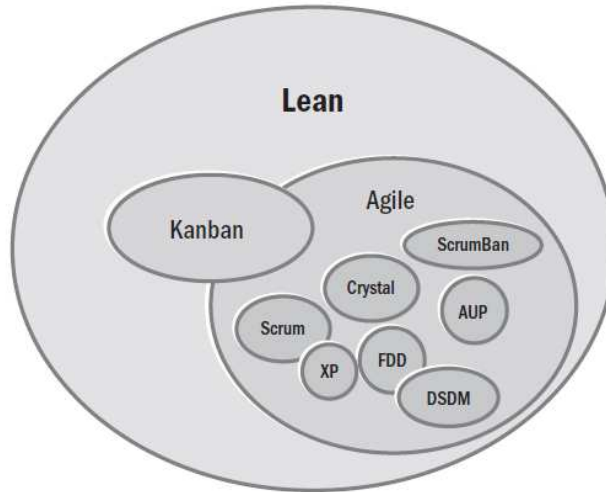 Lean
Agile
Kanban
ScrumBan
Crystal
AUP
Scrum
XP
FDD
DSDM